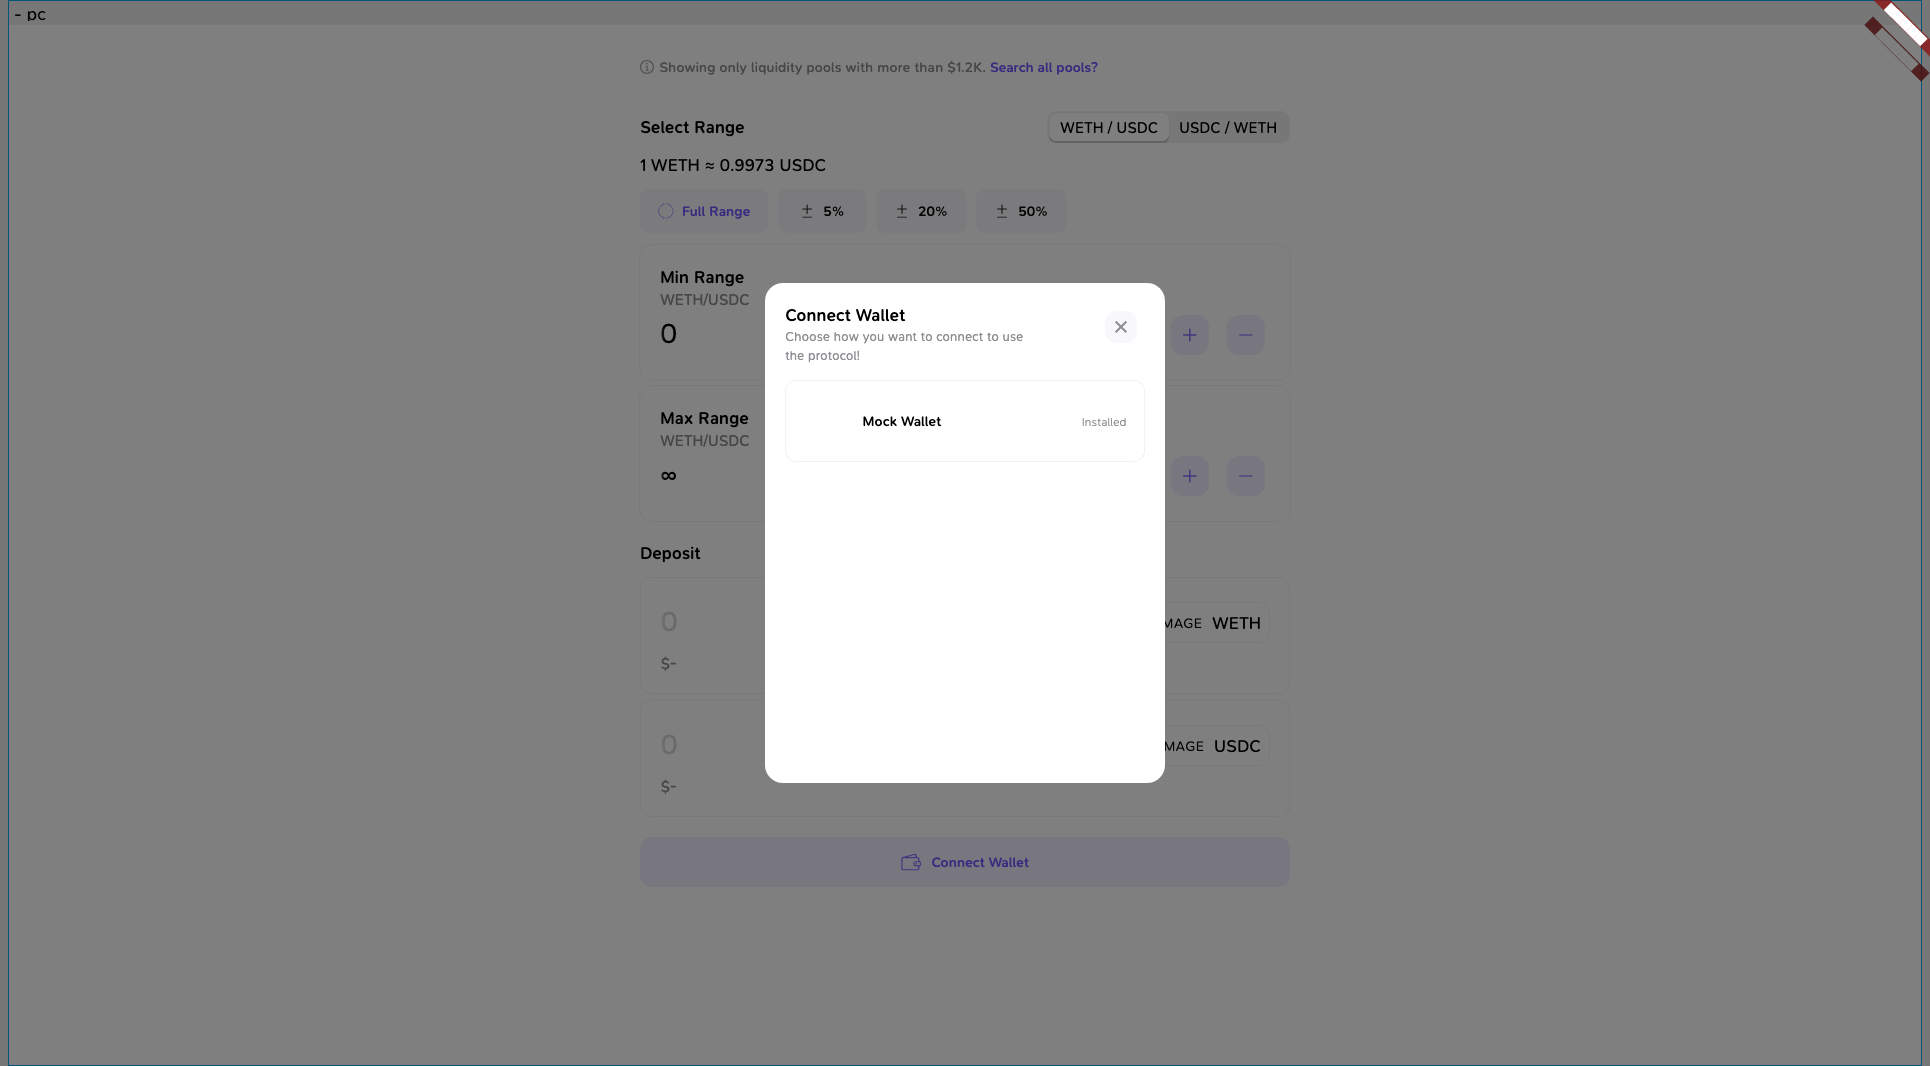 - pc
Showing only liquidity pools with more than $1.2K. Search all pools?
Select Range
WETH / USDC USDC / WETH
1 WETH ≈ 0.9973 USDC
Full Range
± 5%
± 20%
± 50%
Min Range
WETH/USDC
0
+ −
Max Range
WETH/USDC
∞
+ −
Connect Wallet
Choose how you want to connect to use
the protocol!
Mock Wallet Installed
Deposit
0
MAGE WETH
$-
0
MAGE USDC
$-
Connect Wallet